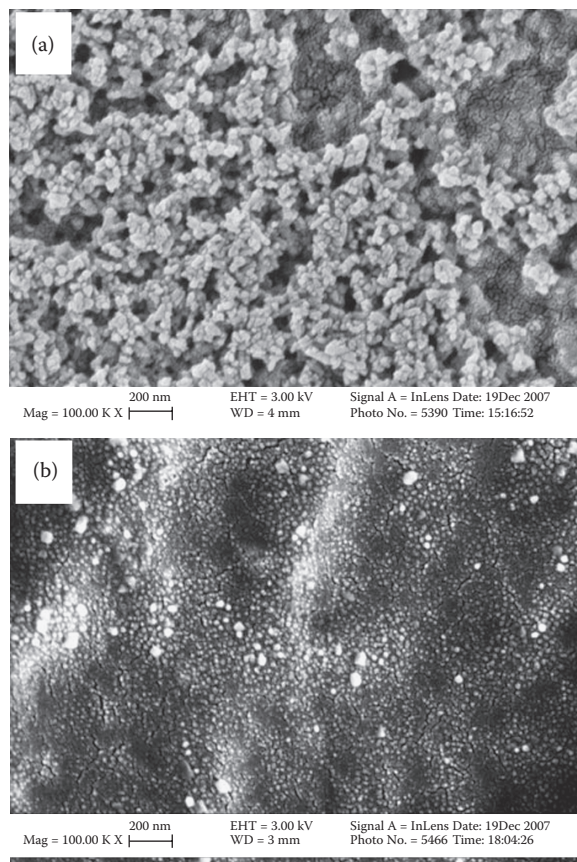 (a)
200 nm EHT = 3.00 kV Signal A = InLens Date: 19Dec 2007
Mag = 100.00 K X WD = 4 mm Photo No. = 5390 Time: 15:16:52
(b)
200 nm EHT = 3.00 kV Signal A = InLens Date: 19Dec 2007
Mag = 100.00 K X WD = 3 mm Photo No. = 5466 Time: 18:04:26